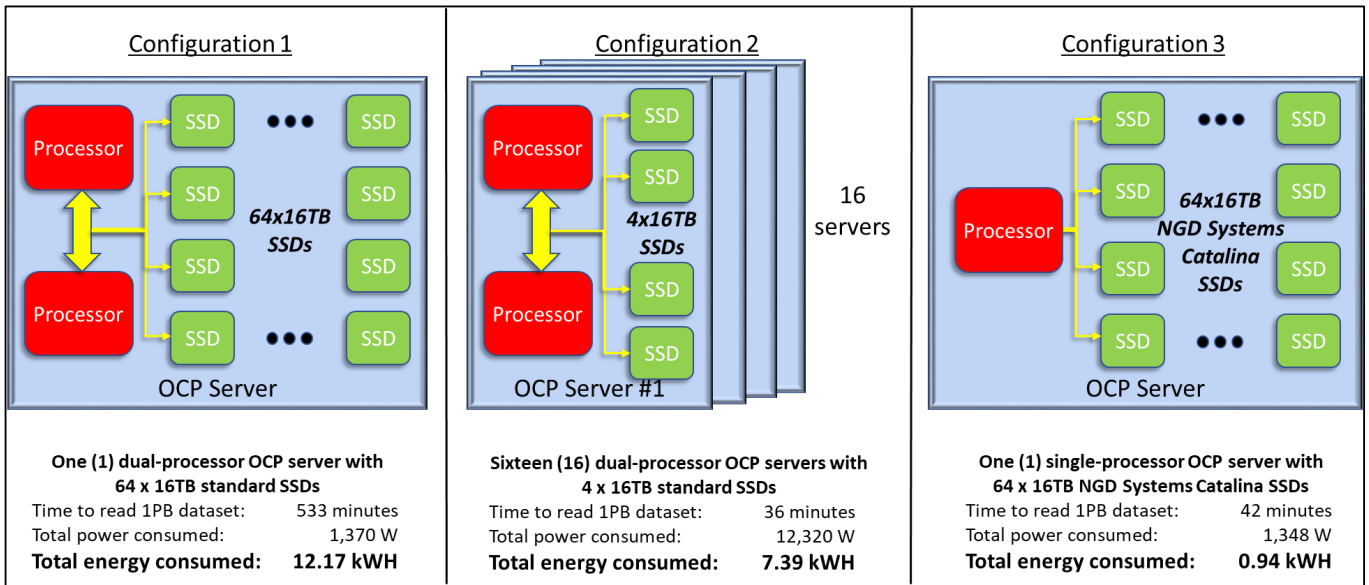 Configuration 1
Processor
Processor
SSD
SSD
SSD
SSD
SSD
SSD
SSD
SSD
64x16TB
SSDs
OCP Server
One (1) dual-processor OCP server with
64 x 16TB standard SSDs
Time to read 1PB dataset: 533 minutes
Total power consumed: 1,370 W
Total energy consumed: 12.17 kWH
Configuration 2
Processor
Processor
SSD
SSD
4x16TB
SSDs
SSD
SSD
OCP Server #1
16
servers
Sixteen (16) dual-processor OCP servers with
4 x 16TB standard SSDs
Time to read 1PB dataset: 36 minutes
Total power consumed: 12,320 W
Total energy consumed: 7.39 kWH
Configuration 3
Processor
SSD
SSD
SSD
SSD
SSD
SSD
SSD
SSD
64x16TB
NGD Systems
Catalina
SSDs
OCP Server
One (1) single-processor OCP server with
64 x 16TB NGD Systems Catalina SSDs
Time to read 1PB dataset: 42 minutes
Total power consumed: 1,348 W
Total energy consumed: 0.94 kWH